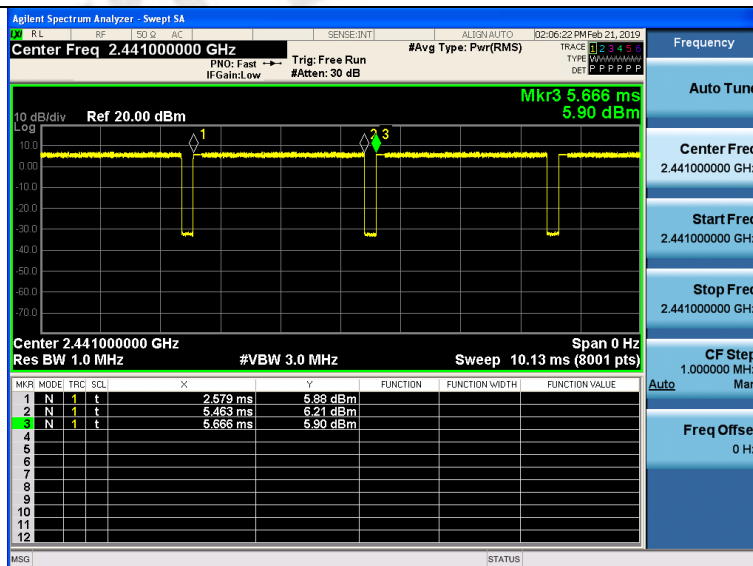 Agilent Spectrum Analyzer - Swept SA
LXI RL RF 50 Ω AC SENSE:INT ALIGN AUTO 02:06:22 PM Feb 21, 2019
Center Freq 2.441000000 GHz #Avg Type: Pwr(RMS) TRACE 1 2 3 4 5 6
PNO: Fast Trig: Free Run TYPE WWWWWW
IFGain:Low #Atten: 30 dB DET P P P P P P
Frequency
Mkr3 5.666 ms
5.90 dBm
10 dB/div Ref 20.00 dBm
Log
10.0
0.00
-10.0
-20.0
-30.0
-40.0
-50.0
-60.0
-70.0
1
2 3
Center 2.441000000 GHz Span 0 Hz
Res BW 1.0 MHz #VBW 3.0 MHz Sweep 10.13 ms (8001 pts)
MKR MODE TRC SCL X Y FUNCTION FUNCTION WIDTH FUNCTION VALUE
1 N 1 t 2.579 ms 5.88 dBm
2 N 1 t 5.463 ms 6.21 dBm
3 N 1 t 5.666 ms 5.90 dBm
4
5
6
7
8
9
10
11
12
Auto Tune
Center Freq
2.441000000 GHz
Start Freq
2.441000000 GHz
Stop Freq
2.441000000 GHz
CF Step
1.000000 MHz
Auto Man
Freq Offset
0 Hz
MSG STATUS